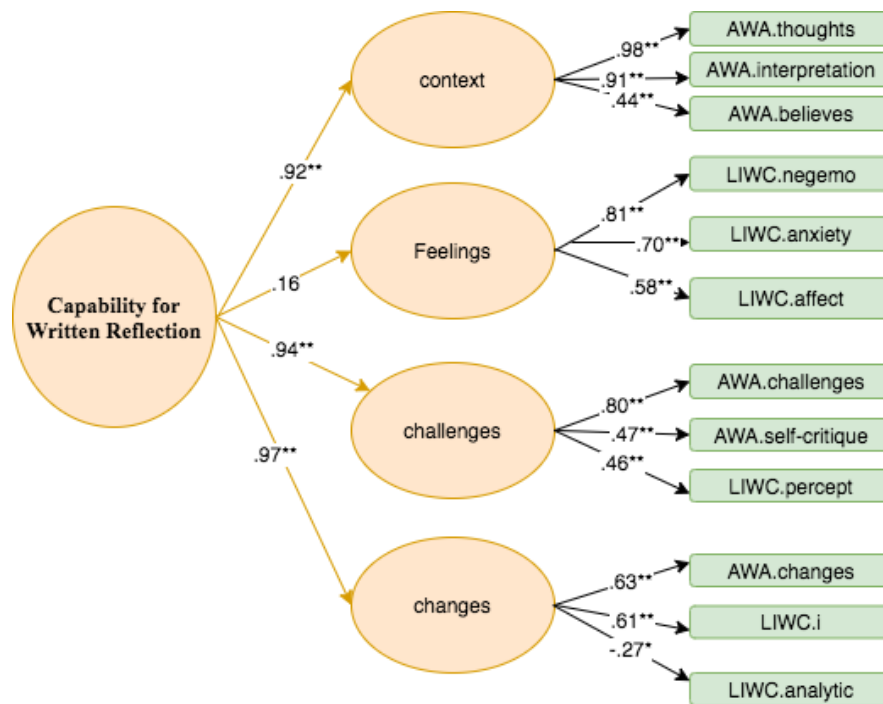 AWA.thoughts
.98**
AWA.interpretation
context
.91**
.44**
AWA.believes
.92**
LIWC.negemo
.81**
Feelings
.70**
LIWC.anxiety
.16
.58**
LIWC.affect
Capability for
Written Reflection
.94**
AWA.challenges
.80**
challenges
.47**
AWA.self-critique
.97**
.46**
LIWC.percept
AWA.changes
.63**
changes
.61**
LIWC.i
-.27*
LIWC.analytic